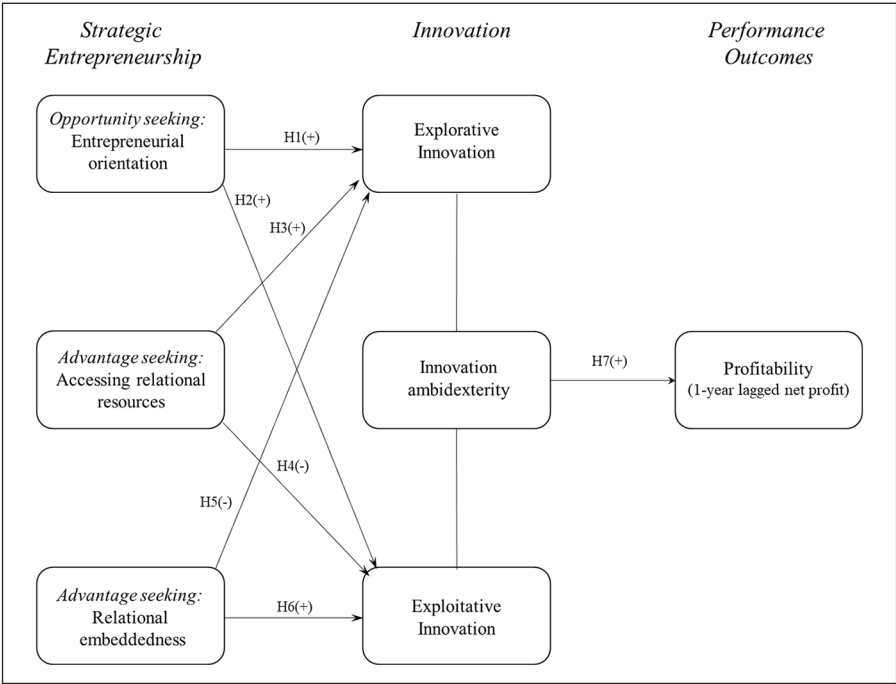 Strategic
Entrepreneurship
Innovation
Performance
Outcomes
Opportunity seeking:
Entrepreneurial
orientation
H1(+)
Explorative
Innovation
H2(+)
H3(+)
Advantage seeking:
Accessing relational
resources
Innovation
ambidexterity
H7(+)
Profitability
(1-year lagged net profit)
H4(-)
H5(-)
Advantage seeking:
Relational
embeddedness
H6(+)
Exploitative
Innovation